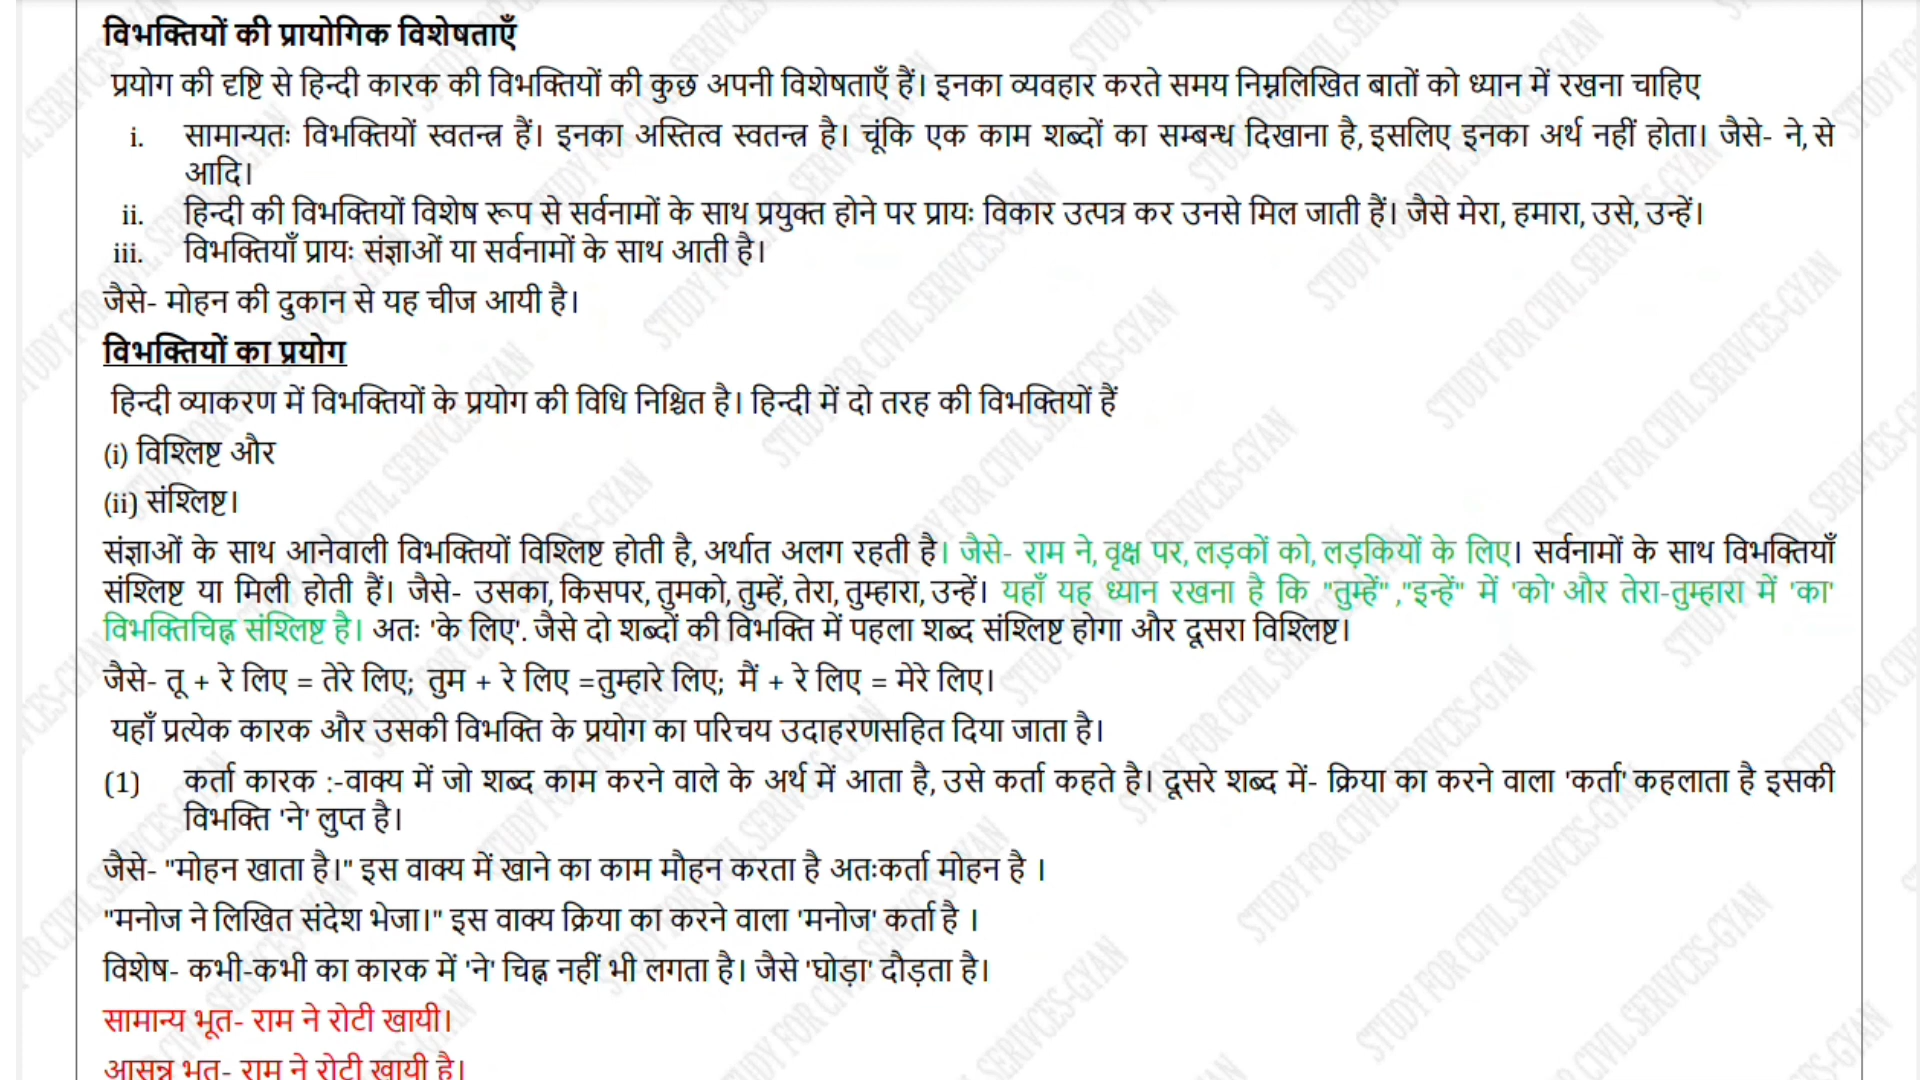 विभक्तियों की प्रायोगिक विशेषताएँ
प्रयोग की दृष्टि से हिन्दी कारक की विभक्तियों की कुछ अपनी विशेषताएँ हैं। इनका व्यवहार करते समय निम्नलिखित बातों को ध्यान में रखना चाहिए
i. सामान्यतः विभक्तियों स्वतन्त्र हैं। इनका अस्तित्व स्वतन्त्र है। चूंकि एक काम शब्दों का सम्बन्ध दिखाना है, इसलिए इनका अर्थ नहीं होता। जैसे- ने, से
आदि।
ii. हिन्दी की विभक्तियों विशेष रूप से सर्वनामों के साथ प्रयुक्त होने पर प्रायः विकार उत्पत्र कर उनसे मिल जाती हैं। जैसे मेरा, हमारा, उसे, उन्हें।
iii. विभक्तियाँ प्रायः संज्ञाओं या सर्वनामों के साथ आती है।
जैसे- मोहन की दुकान से यह चीज आयी है।
विभक्तियों का प्रयोग
हिन्दी व्याकरण में विभक्तियों के प्रयोग की विधि निश्चित है। हिन्दी में दो तरह की विभक्तियों हैं
(i) विश्लिष्ट और
(ii) संश्लिष्ट।
संज्ञाओं के साथ आनेवाली विभक्तियों विश्लिष्ट होती है, अर्थात अलग रहती है। जैसे- राम ने, वृक्ष पर, लड़कों को, लड़कियों के लिए। सर्वनामों के साथ विभक्तियाँ
संश्लिष्ट या मिली होती हैं। जैसे- उसका, किसपर, तुमको, तुम्हें, तेरा, तुम्हारा, उन्हें। यहाँ यह ध्यान रखना है कि "तुम्हें" ,"इन्हें" में 'को' और तेरा-तुम्हारा में 'का'
विभक्तिचिह्न संश्लिष्ट है। अतः 'के लिए'. जैसे दो शब्दों की विभक्ति में पहला शब्द संश्लिष्ट होगा और दूसरा विश्लिष्ट।
जैसे- तू + रे लिए = तेरे लिए; तुम + रे लिए =तुम्हारे लिए; मैं + रे लिए = मेरे लिए।
यहाँ प्रत्येक कारक और उसकी विभक्ति के प्रयोग का परिचय उदाहरणसहित दिया जाता है।
(1) कर्ता कारक :-वाक्य में जो शब्द काम करने वाले के अर्थ में आता है, उसे कर्ता कहते है। दूसरे शब्द में- क्रिया का करने वाला 'कर्ता' कहलाता है इसकी
विभक्ति 'ने' लुप्त है।
जैसे- "मोहन खाता है।" इस वाक्य में खाने का काम मौहन करता है अतःकर्ता मोहन है ।
"मनोज ने लिखित संदेश भेजा।" इस वाक्य क्रिया का करने वाला 'मनोज' कर्ता है ।
विशेष- कभी-कभी का कारक में 'ने' चिह्न नहीं भी लगता है। जैसे 'घोड़ा' दौड़ता है।
सामान्य भूत- राम ने रोटी खायी।
आसन्न भूत- राम ने रोटी खायी है।
STUDY FOR CIVIL SERIVCES-GYAN